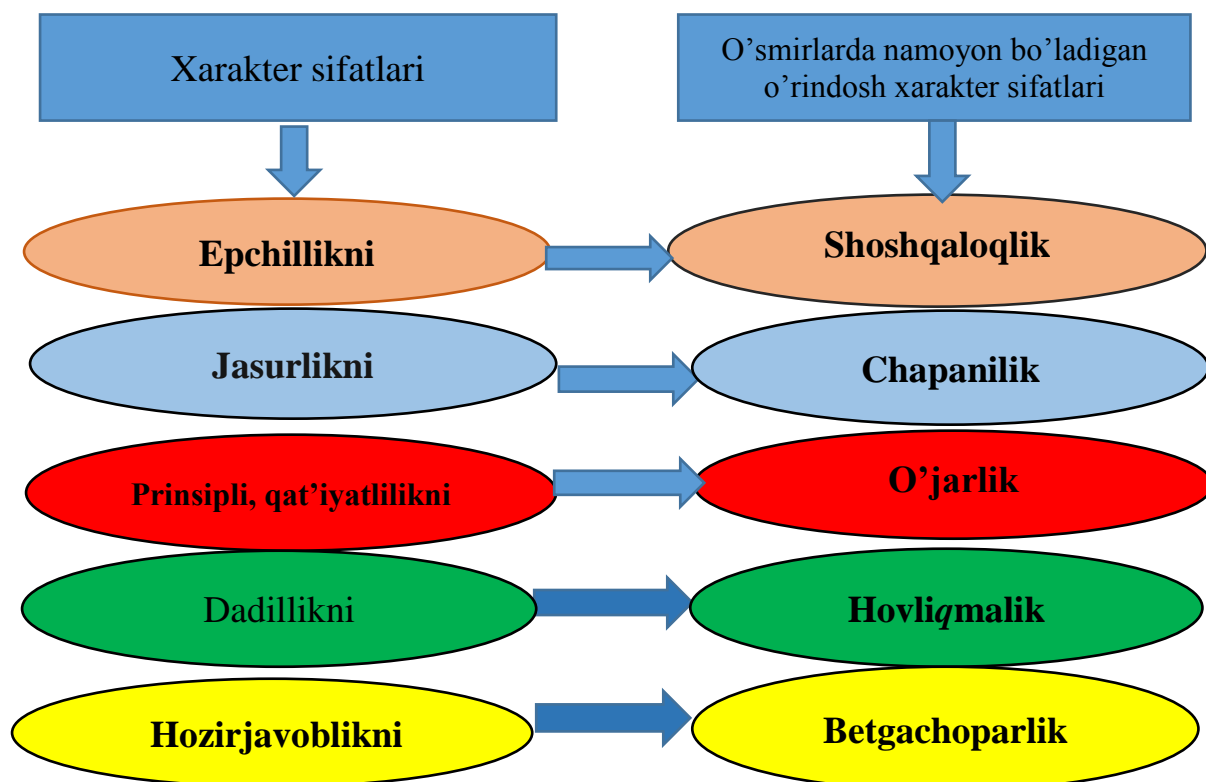 Xarakter sifatlari
O’smirlarda namoyon bo’ladigan
o’rindosh xarakter sifatlari
Epchillikni
Shoshqaloqlik
Jasurlikni
Chapanilik
Prinsipli, qat’iyatlilikni
O’jarlik
Dadillikni
Hovliqmalik
Hozirjavoblikni
Betgachoparlik